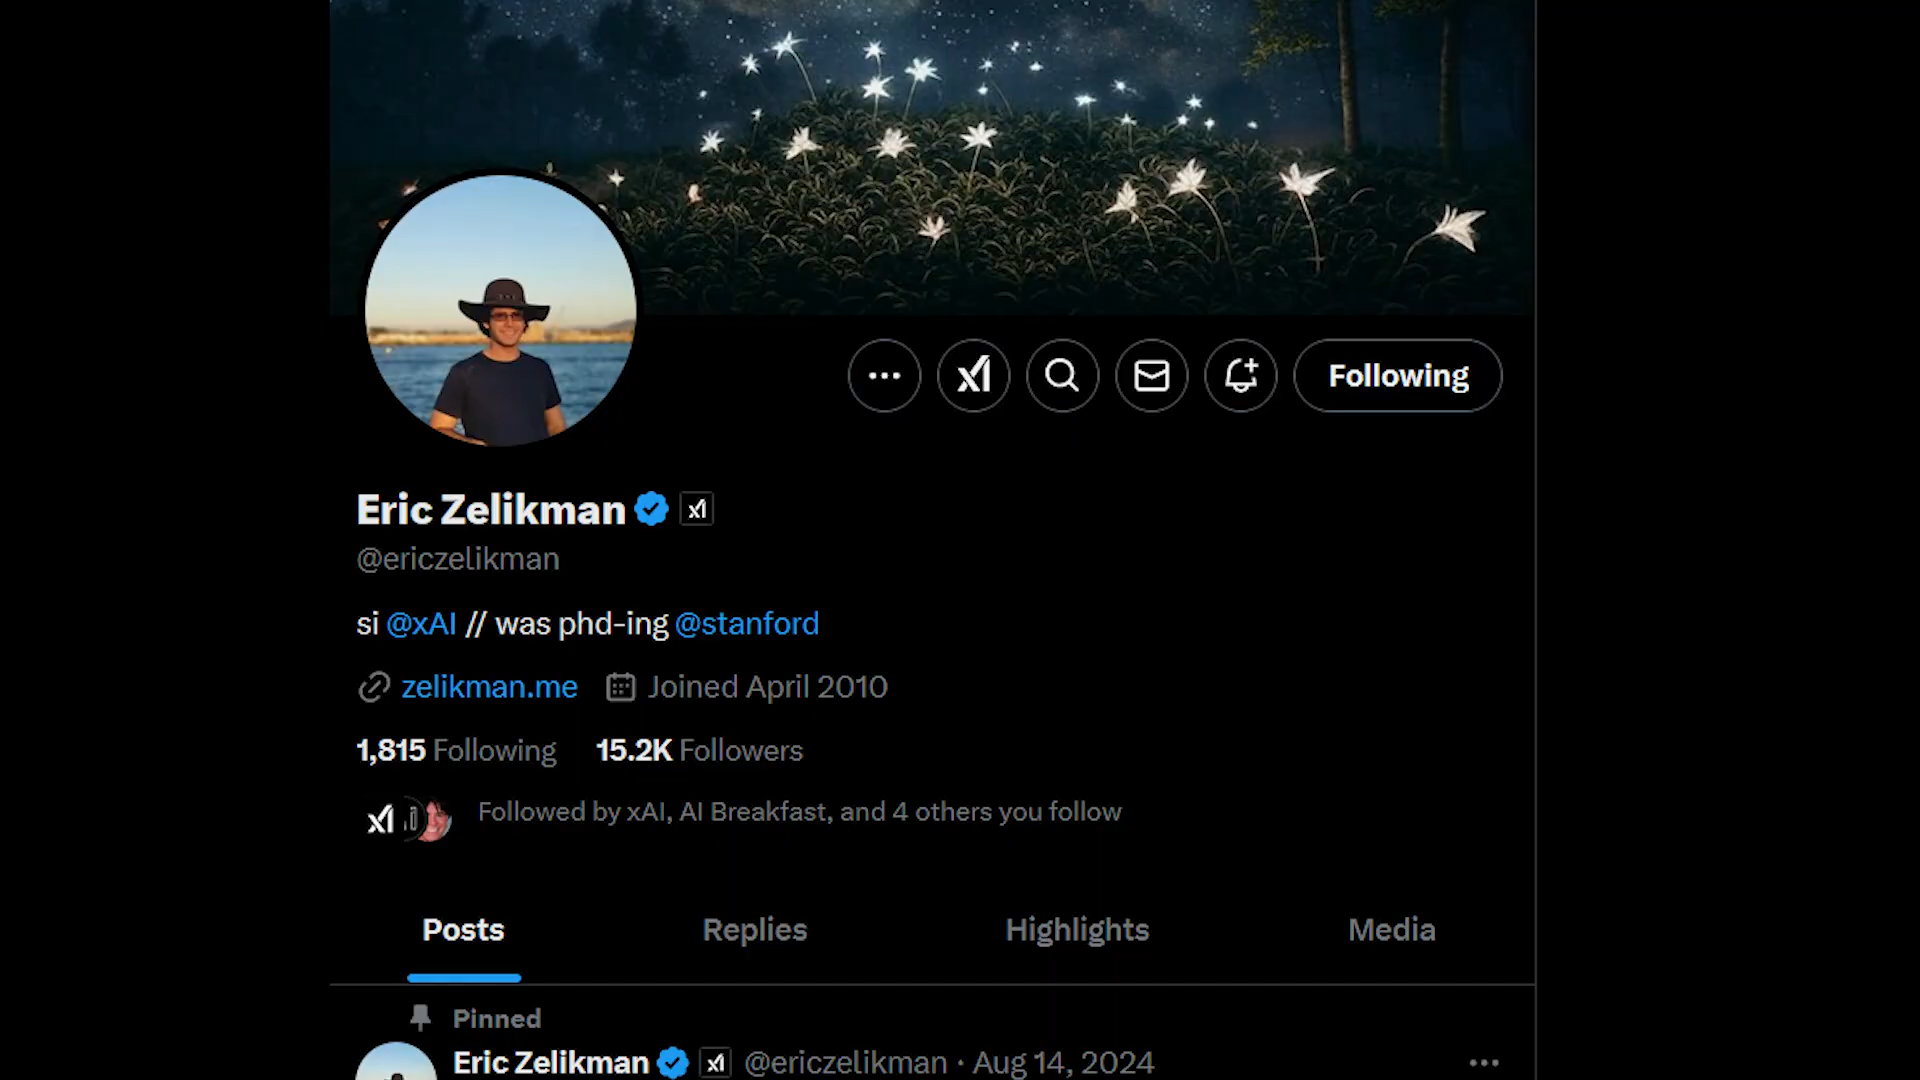 Following
Eric Zelikman
@ericzelikman
si @xAI // was phd-ing @stanford
zelikman.me Joined April 2010
1,815 Following 15.2K Followers
Followed by xAI, AI Breakfast, and 4 others you follow
Posts Replies Highlights Media
Pinned
Eric Zelikman @ericzelikman · Aug 14, 2024